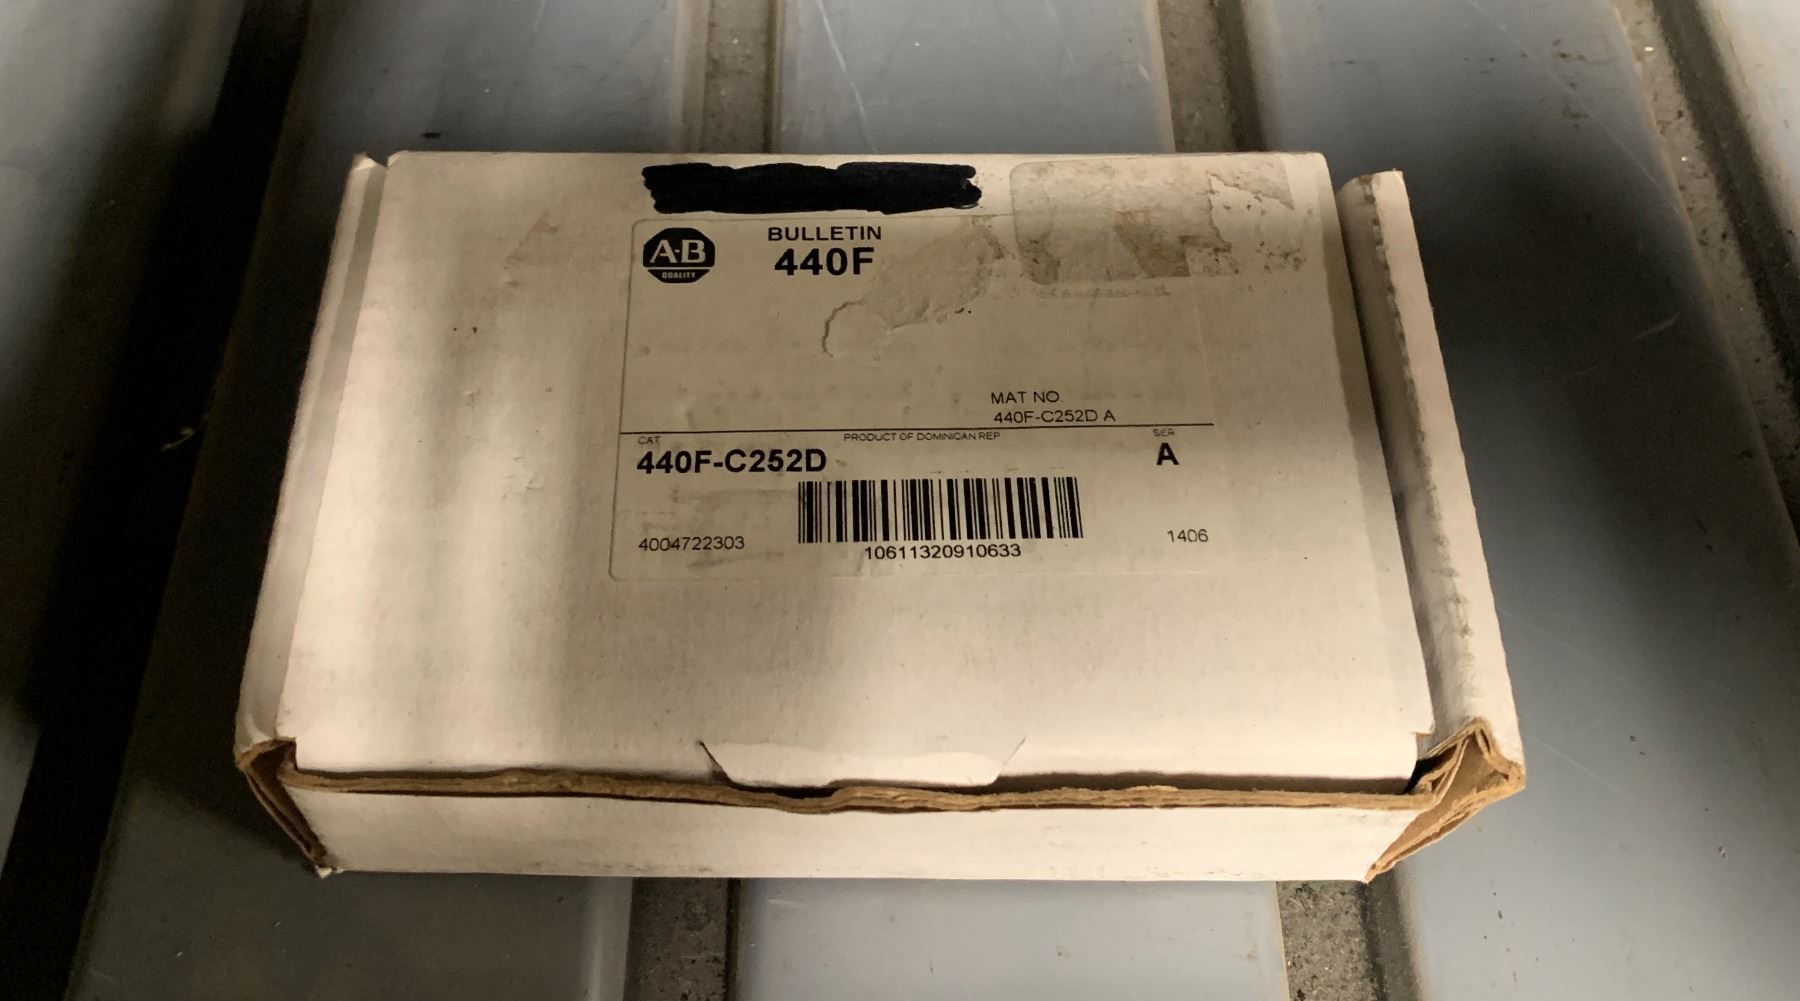 A-B
QUALITY
BULLETIN
440F
MAT NO.
440F-C252D A
CAT
PRODUCT OF DOMINICAN REP
SER
440F-C252D
A
4004722303
10611320910633
1406